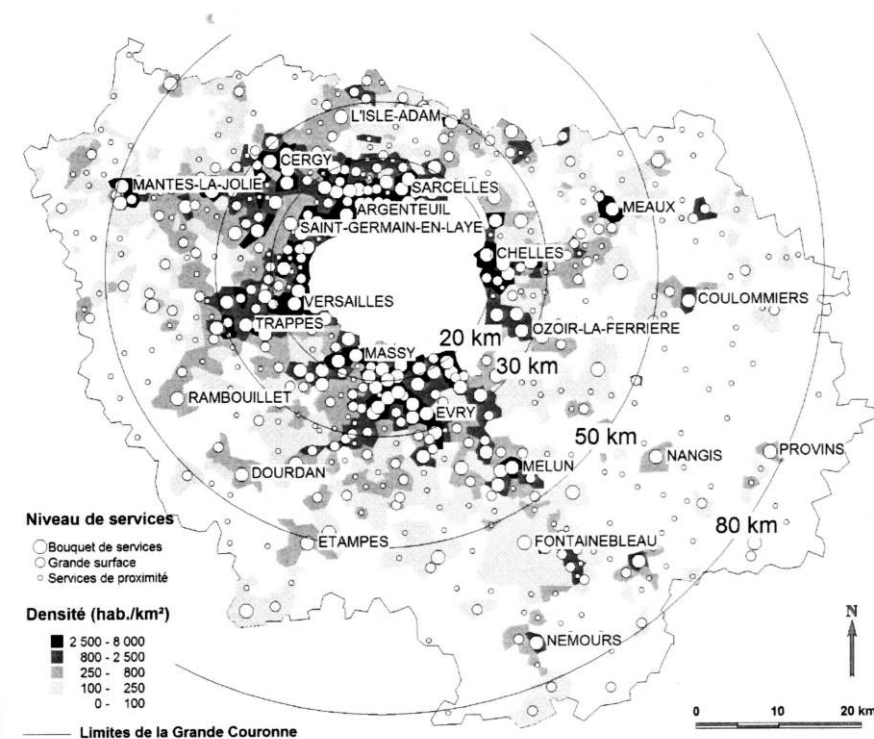 L'ISLE-ADAM
CERGY
MANTES-LA-JOLIE
SARCELLES
ARGENTEUIL
MEAUX
SAINT-GERMAIN-EN-LAYE
CHELLES
COULOMMIERS
VERSAILLES
TRAPPES
OZOIR-LA-FERRIERE
20 km
MASSY
30 km
RAMBOUILLET
EVRY
50 km
DOURDAN
MELUN
NANGIS
PROVINS
Niveau de services
Bouquet de services
Grande surface
Services de proximité
ETAMPES
FONTAINEBLEAU
80 km
Densité (hab./km²)
2 500 - 8 000
800 - 2 500
250 - 800
100 - 250
0 - 100
NEMOURS
N
Limites de la Grande Couronne
0 10 20 km